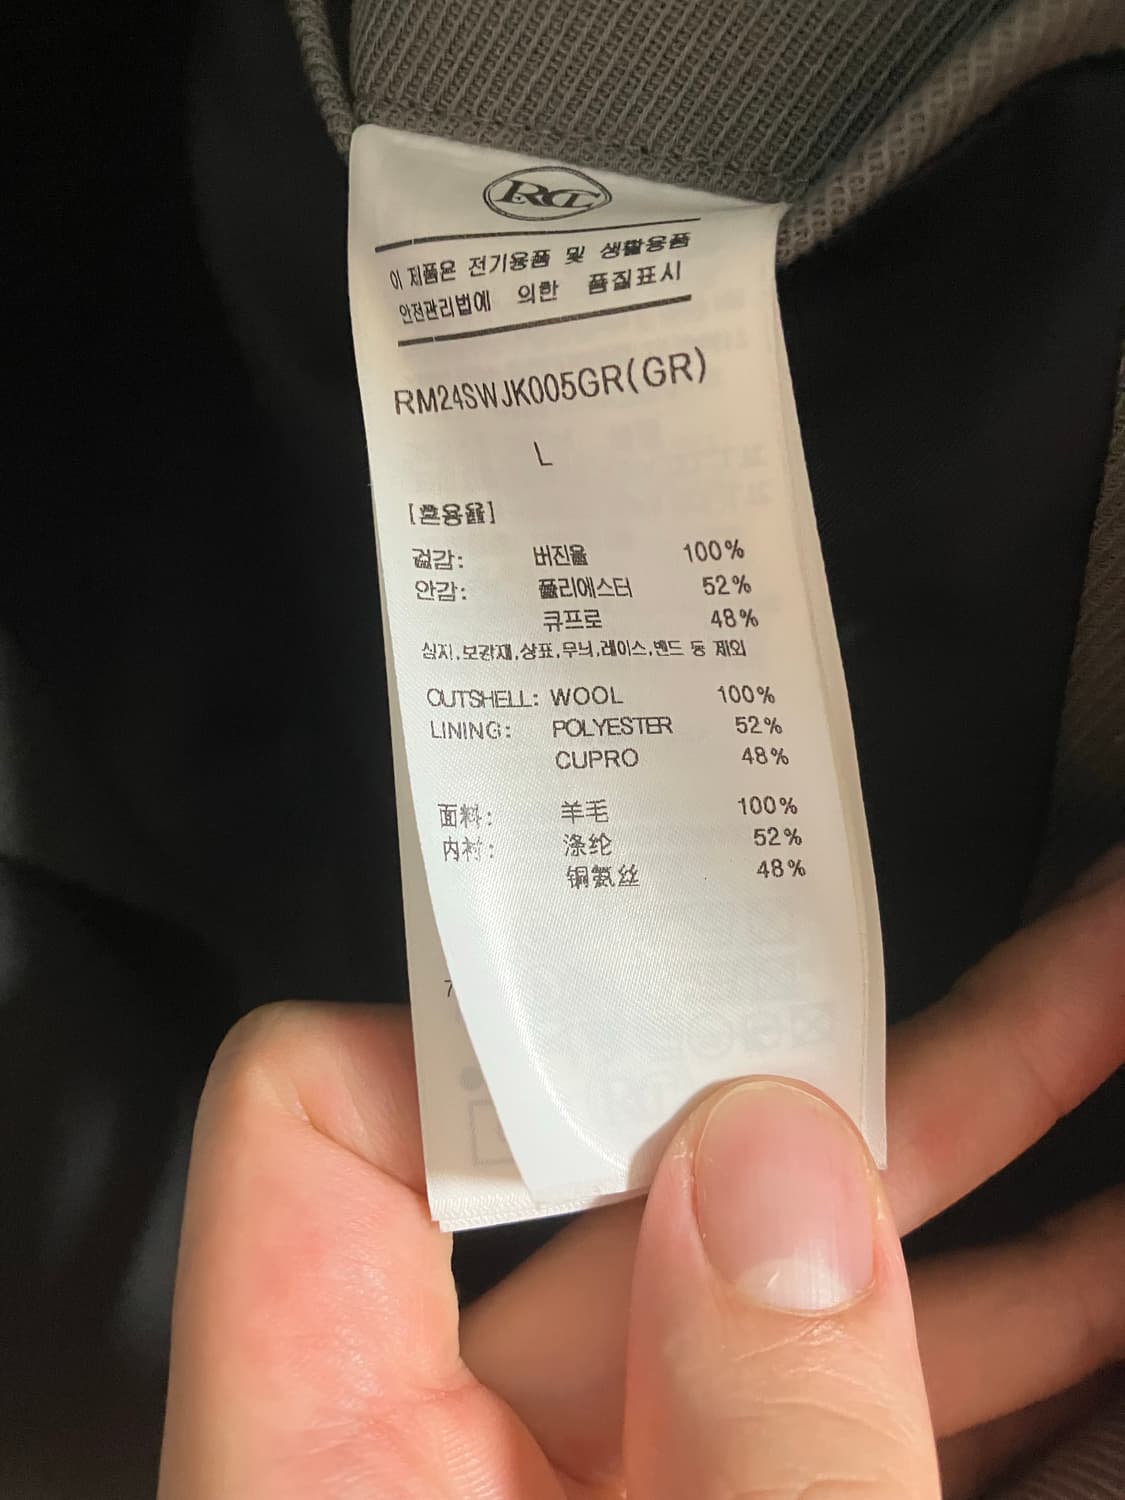 RCT
이 제품은 전기용품 및 생활용품
안전관리법에 의한 품질표시
RM24SWJK005GR(GR)
L
[혼용율]
겉감: 버진울 100%
안감: 폴리에스터 52%
큐프로 48%
심지,보강재,상표,무늬,레이스,밴드 등 제외
OUTSHELL: WOOL 100%
LINING: POLYESTER 52%
CUPRO 48%
面料: 羊毛 100%
内衬: 涤纶 52%
铜氨丝 48%
7